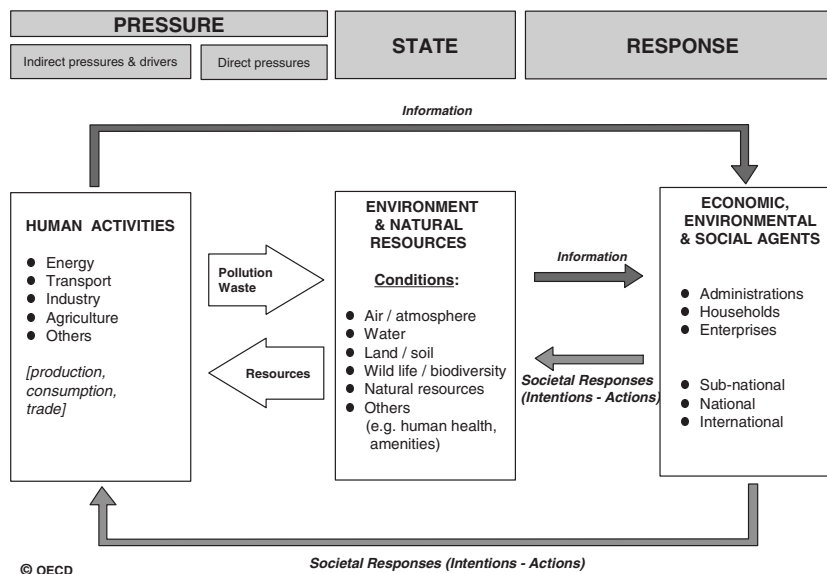 PRESSURE
Indirect pressures & drivers
Direct pressures
STATE
RESPONSE
Information
HUMAN ACTIVITIES
● Energy
● Transport
● Industry
● Agriculture
● Others
[production,
consumption,
trade]
Pollution
Waste
Resources
ENVIRONMENT
& NATURAL
RESOURCES
Conditions:
● Air / atmosphere
● Water
● Land / soil
● Wild life / biodiversity
● Natural resources
● Others
(e.g. human health,
amenities)
Information
Societal Responses
(Intentions - Actions)
ECONOMIC,
ENVIRONMENTAL
& SOCIAL AGENTS
● Administrations
● Households
● Enterprises
● Sub-national
● National
● International
Societal Responses (Intentions - Actions)
© OECD